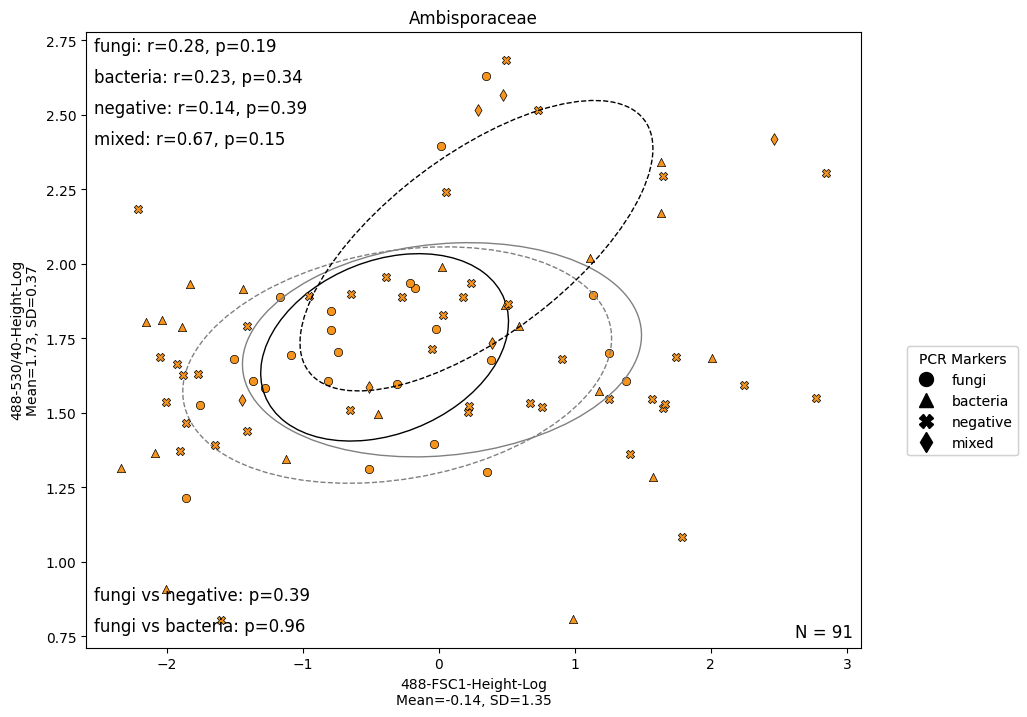 Ambisporaceae
fungi: r=0.28, p=0.19
bacteria: r=0.23, p=0.34
negative: r=0.14, p=0.39
mixed: r=0.67, p=0.15
2.75
2.50
2.25
2.00
1.75
1.50
1.25
1.00
0.75
488-530/40-Height-Log
Mean=1.73, SD=0.37
PCR Markers
fungi
bacteria
negative
mixed
fungi vs negative: p=0.39
fungi vs bacteria: p=0.96
N = 91
−2 −1 0 1 2 3
488-FSC1-Height-Log
Mean=-0.14, SD=1.35